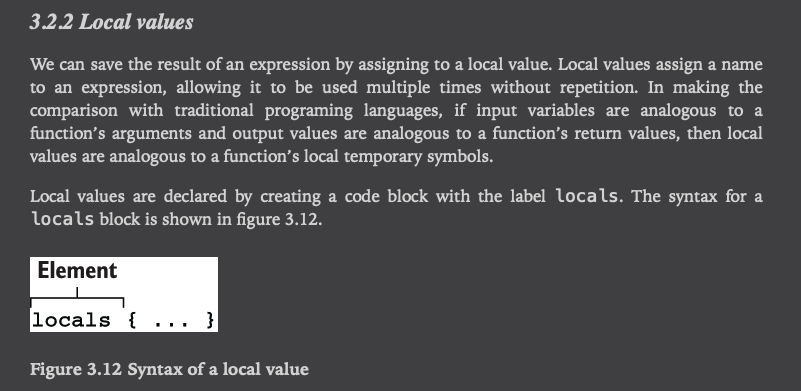 3.2.2 Local values
We can save the result of an expression by assigning to a local value. Local values assign a name
to an expression, allowing it to be used multiple times without repetition. In making the
comparison with traditional programing languages, if input variables are analogous to a
function’s arguments and output values are analogous to a function’s return values, then local
values are analogous to a function’s local temporary symbols.
Local values are declared by creating a code block with the label locals. The syntax for a
locals block is shown in figure 3.12.
Element
locals { ... }
Figure 3.12 Syntax of a local value